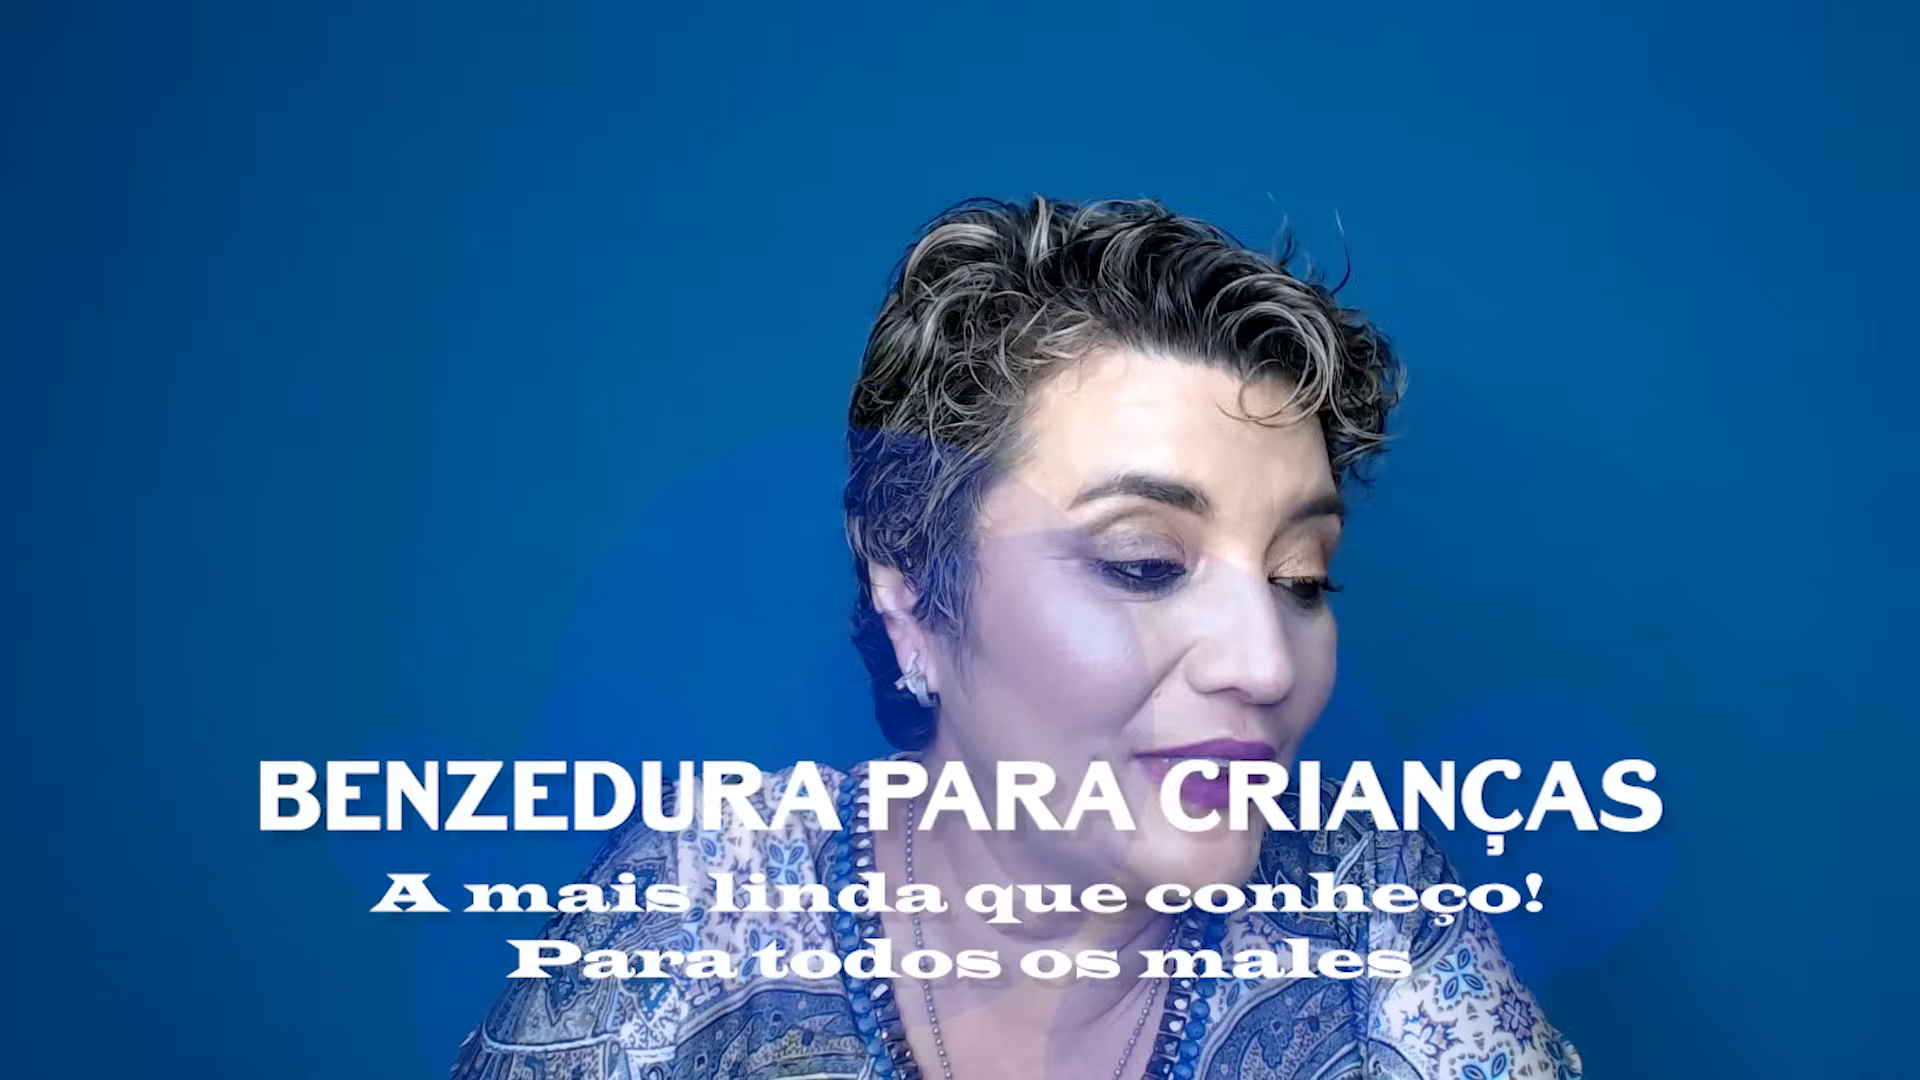 BENZEDURA PARA CRIANÇAS
A mais linda que conheço!
Para todos os males